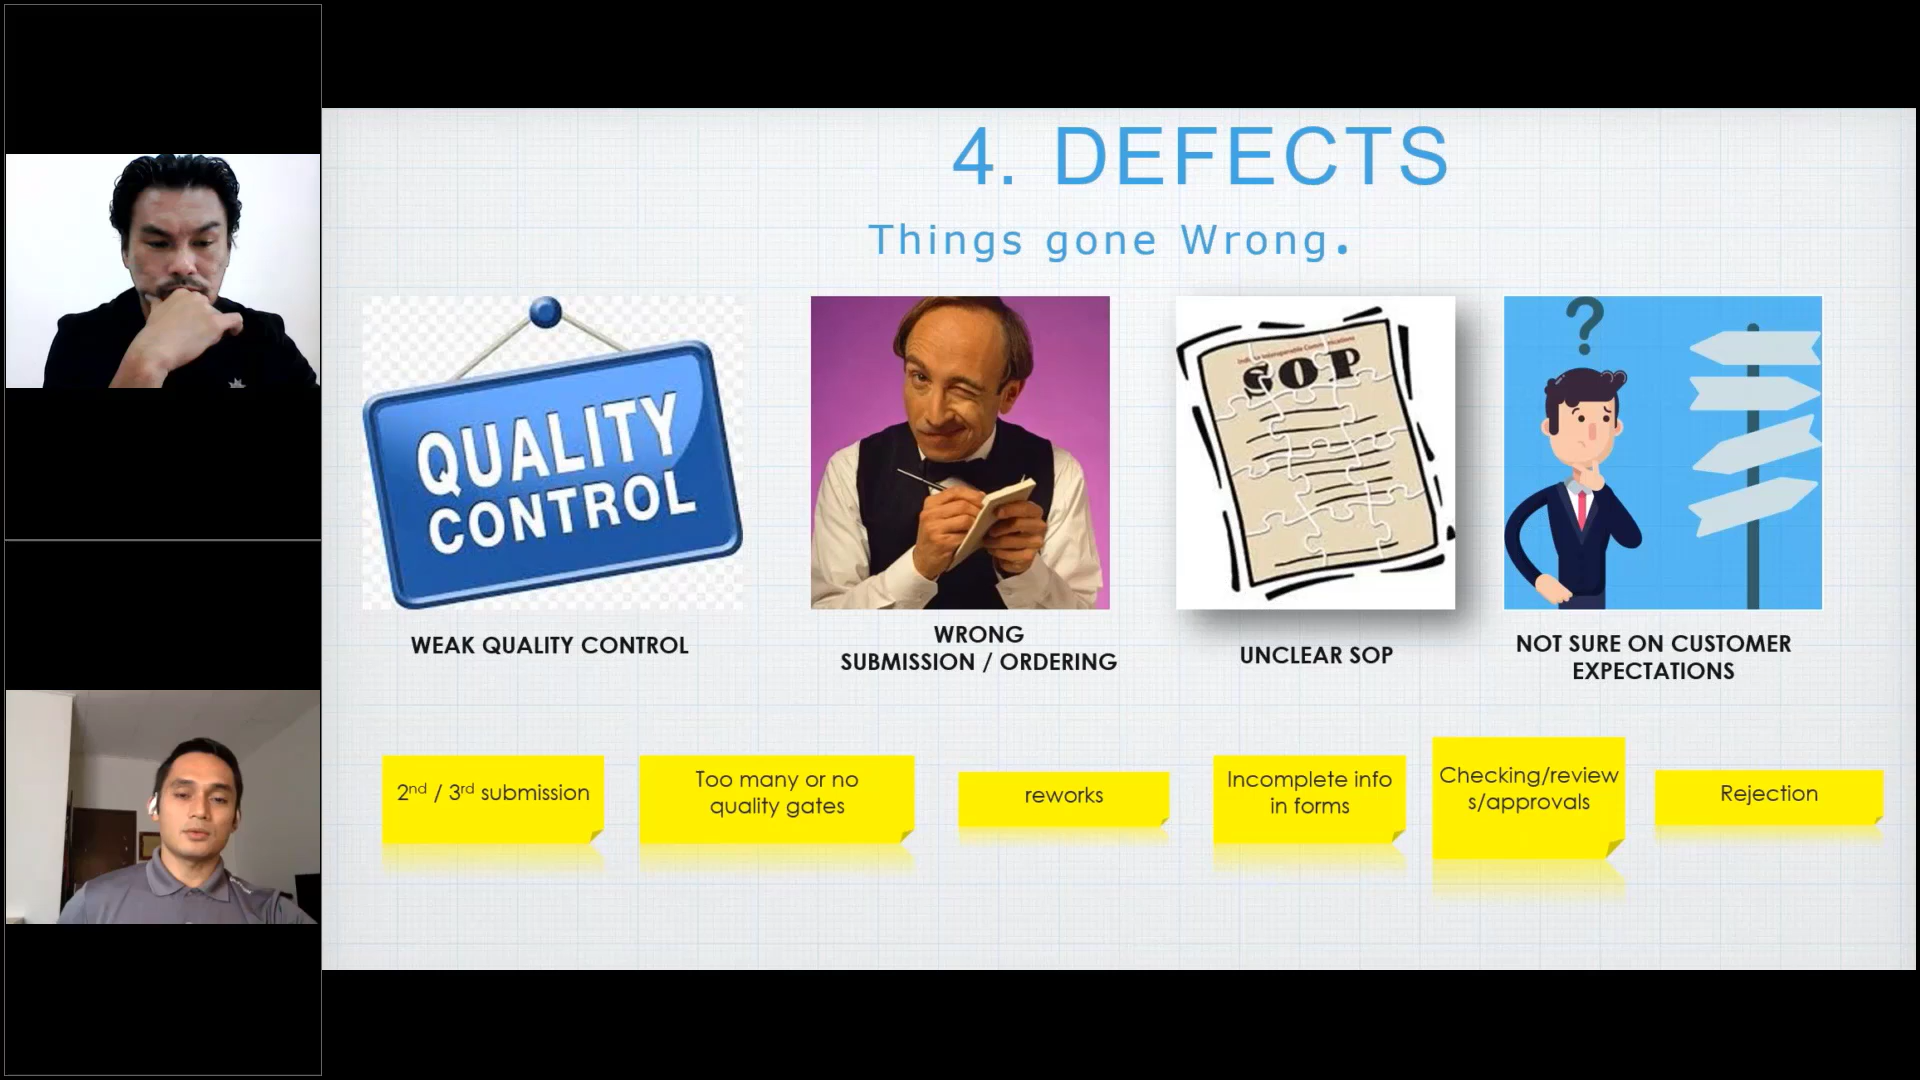 4. DEFECTS
Things gone Wrong.
QUALITY
CONTROL
SOP
WEAK QUALITY CONTROL
WRONG
SUBMISSION / ORDERING
UNCLEAR SOP
NOT SURE ON CUSTOMER
EXPECTATIONS
?
2nd / 3rd submission
Too many or no
quality gates
reworks
Incomplete info
in forms
Checking/review
s/approvals
Rejection